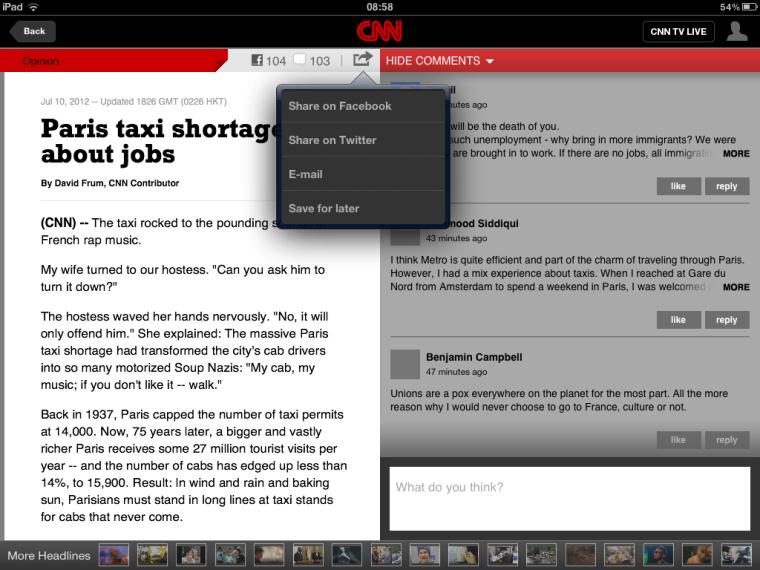 iPad
08:58
54%
Back
CNN
CNN TV LIVE
Opinion
104
103
HIDE COMMENTS
Jul 10, 2012 -- Updated 1826 GMT (0226 HKT)
Paris taxi shortage
about jobs
By David Frum, CNN Contributor
(CNN) -- The taxi rocked to the pounding
French rap music.
My wife turned to our hostess. "Can you ask him to
turn it down?"
The hostess waved her hands nervously. "No, it will
only offend him." She explained: The massive Paris
taxi shortage had transformed the city's cab drivers
into so many motorized Soup Nazis: "My cab, my
music; if you don't like it -- walk."
Back in 1937, Paris capped the number of taxi permits
at 14,000. Now, 75 years later, a bigger and vastly
richer Paris receives some 27 million tourist visits per
year -- and the number of cabs has edged up less than
14%, to 15,900. Result: In wind and rain and baking
sun, Parisians must stand in long lines at taxi stands
for cabs that never come.
Share on Facebook
Share on Twitter
E-mail
Save for later
ago
will be the death of you.
such unemployment - why bring in more immigrants? We were
are brought in to work. If there are no jobs, all MORE
like reply
Siddiqui
43 minutes ago
I think Metro is quite efficient and part of the charm of traveling through Paris.
However, I had a mix experience about taxis. When I reached at Gare du
Nord from Amsterdam to spend a weekend in Paris, I was welcomed MORE
like reply
Benjamin Campbell
47 minutes ago
Unions are a pox everywhere on the planet for the most part. All the more
reason why I would never choose to go to France, culture or not.
like reply
What do you think?
More Headlines